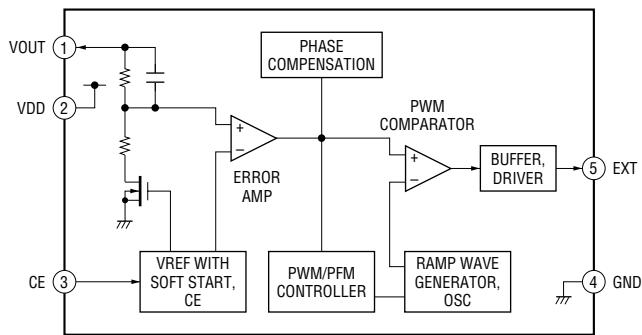 VOUT 1
PHASE
COMPENSATION
VDD 2
PWM
COMPARATOR
+
−
ERROR
AMP
+
−
BUFFER,
DRIVER
5 EXT
CE 3
VREF WITH
SOFT START,
CE
PWM/PFM
CONTROLLER
RAMP WAVE
GENERATOR,
OSC
4 GND